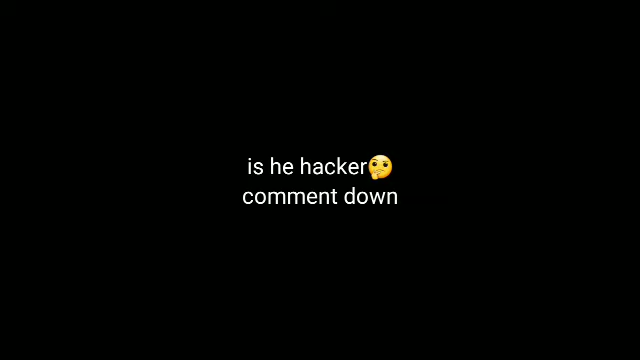 is he hacker🤔
comment down